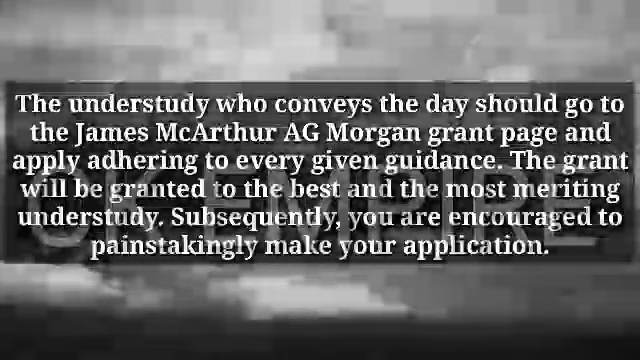 The understudy who conveys the day should go to
the James McArthur AG Morgan grant page and
apply adhering to every given guidance. The grant
will be granted to the best and the most meriting
understudy. Subsequently, you are encouraged to
painstakingly make your application.
OK EMPIRE